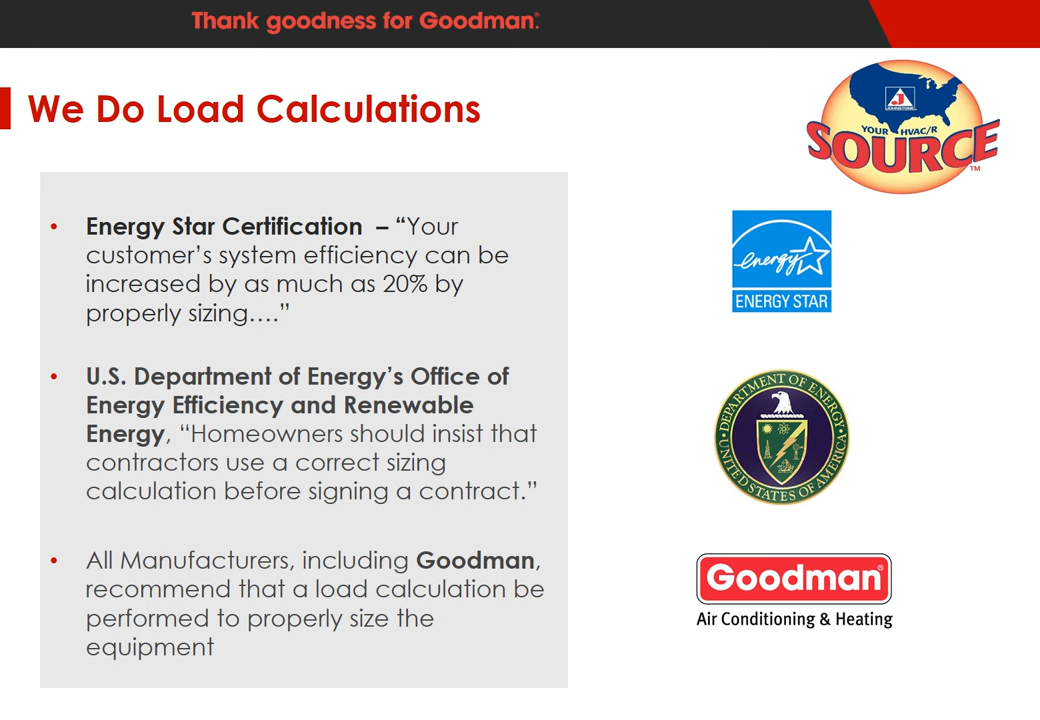 Thank goodness for Goodman®
We Do Load Calculations
J
JOHNSTONE
YOUR HVAC/R
SOURCE™
• Energy Star Certification – “Your
customer’s system efficiency can be
increased by as much as 20% by
properly sizing….”
energy
ENERGY STAR
• U.S. Department of Energy’s Office of
Energy Efficiency and Renewable
Energy, “Homeowners should insist that
contractors use a correct sizing
calculation before signing a contract.”
DEPARTMENT OF ENERGY
UNITED STATES OF AMERICA
• All Manufacturers, including Goodman,
recommend that a load calculation be
performed to properly size the
equipment
Goodman®
Air Conditioning & Heating